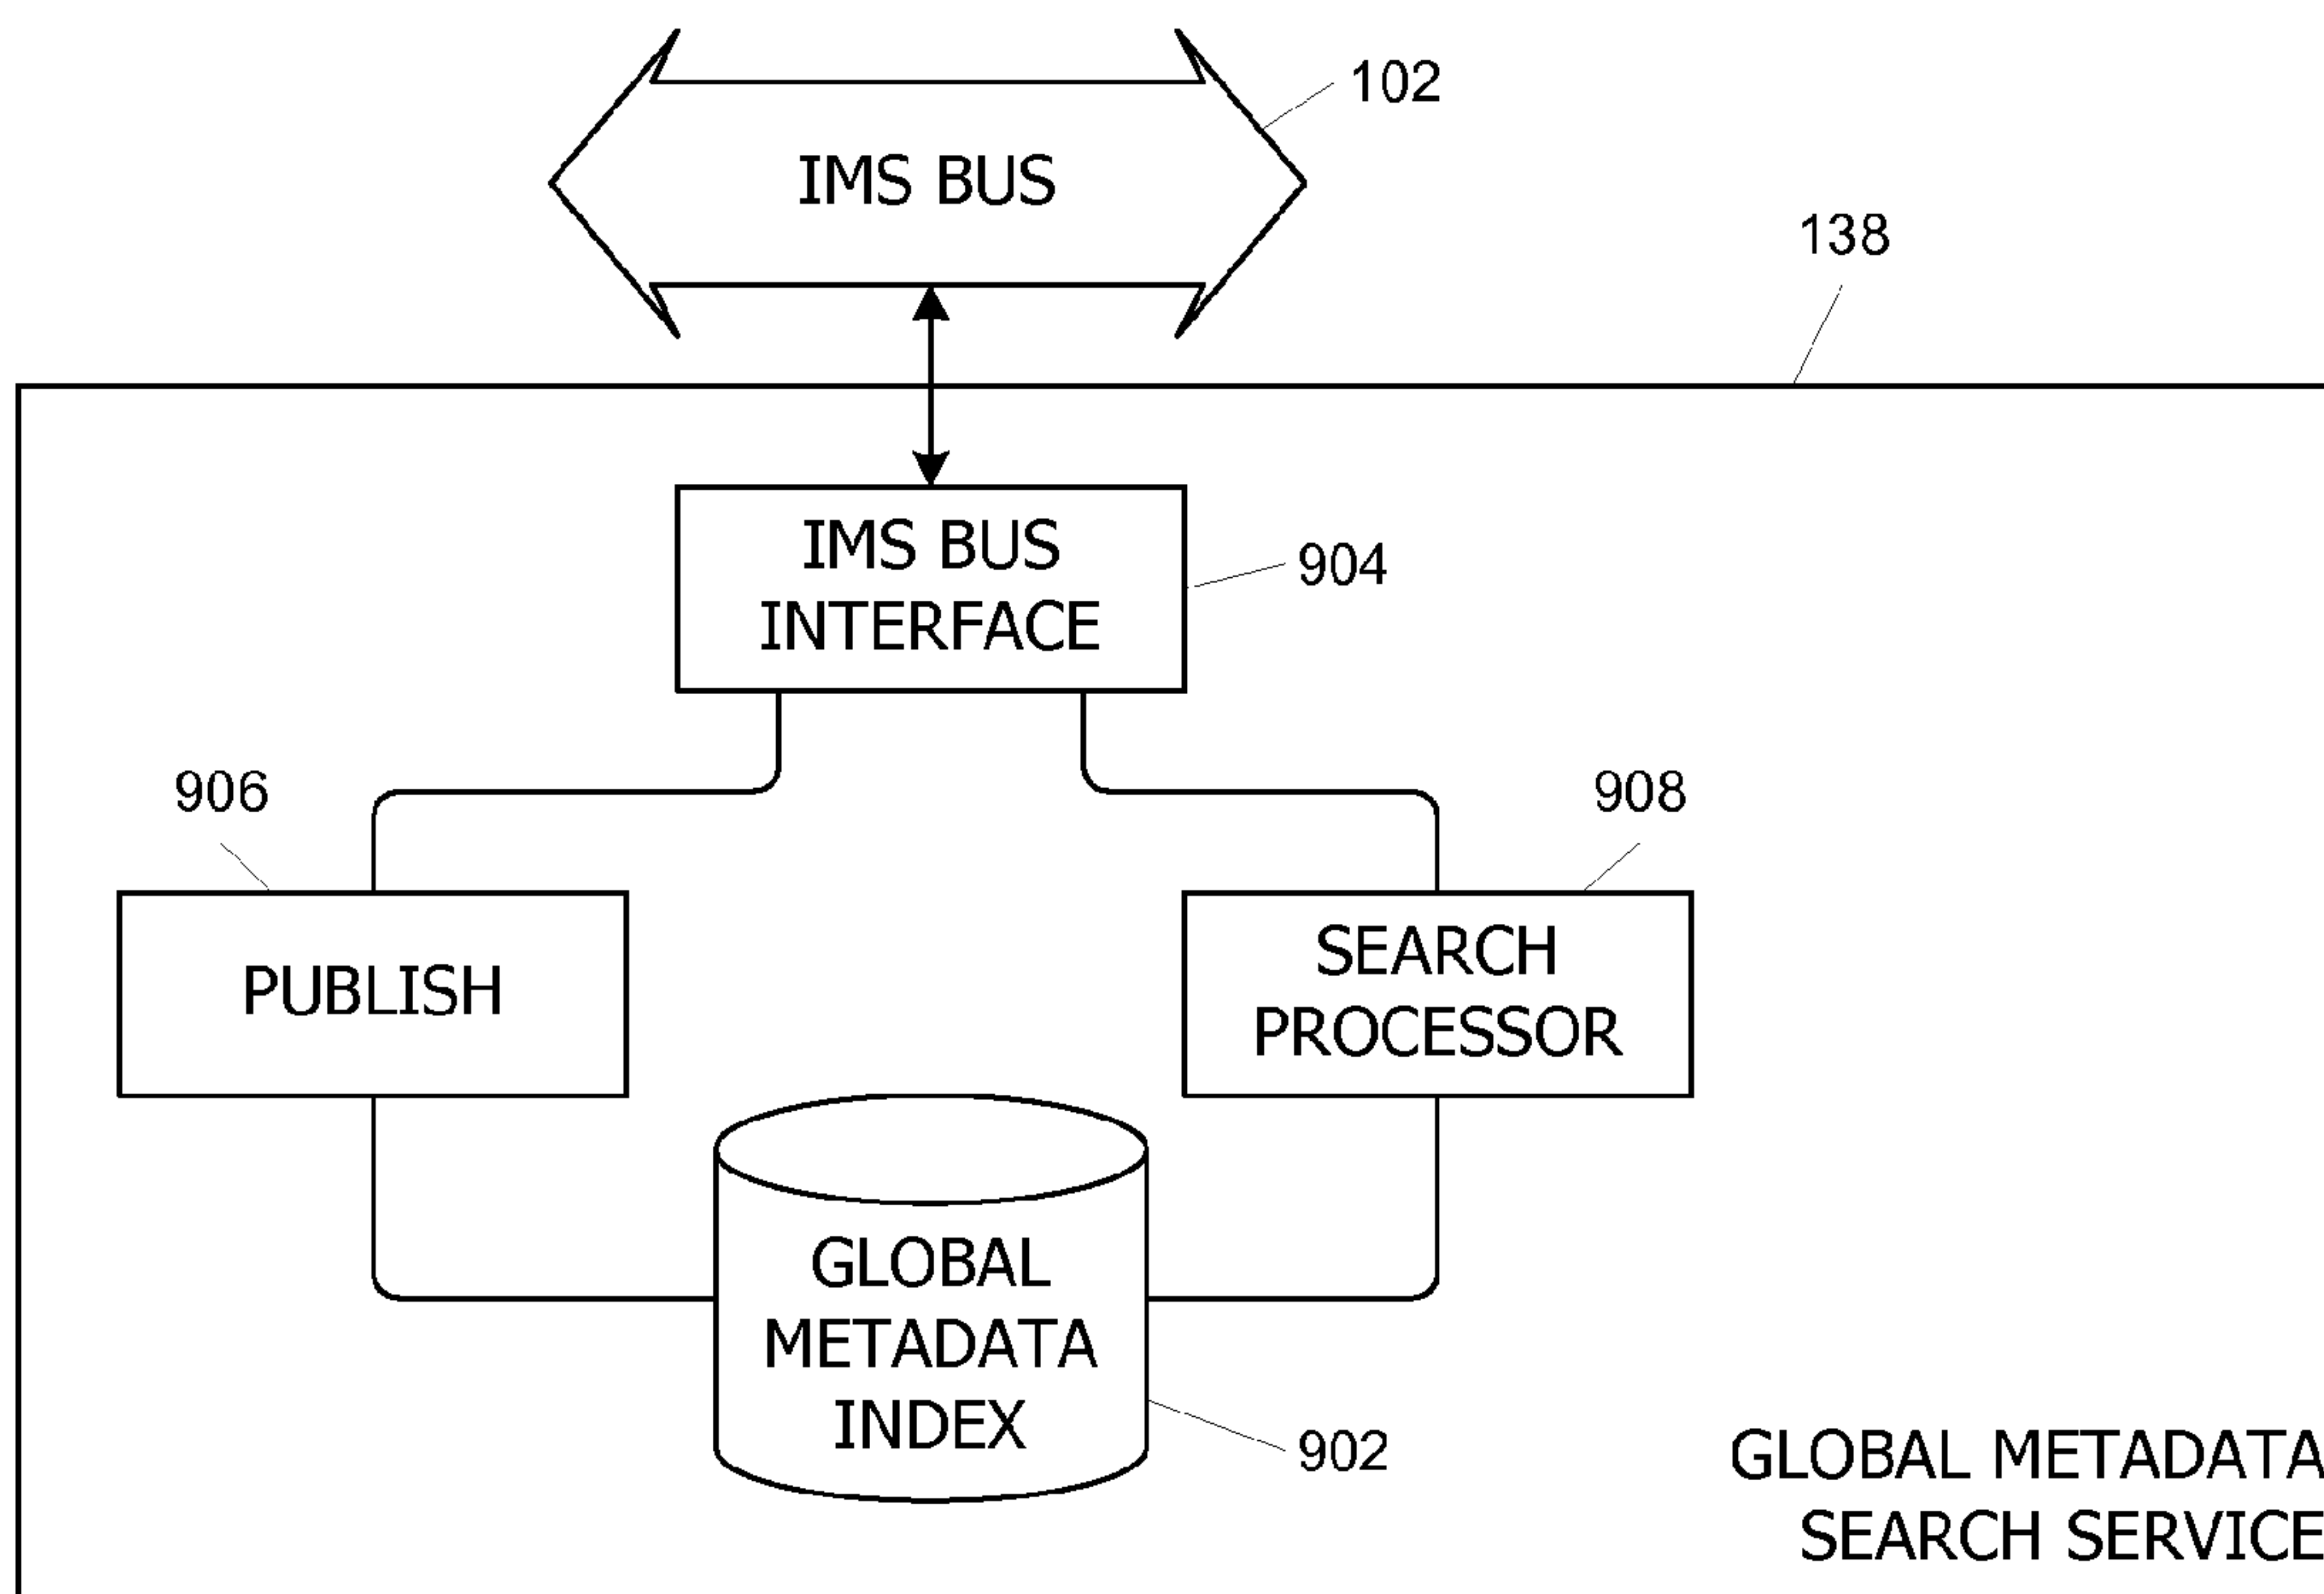 102
IMS BUS
138
IMS BUS
INTERFACE
904
906
908
PUBLISH
SEARCH
PROCESSOR
GLOBAL
METADATA
INDEX
902
GLOBAL METADATA
SEARCH SERVICE